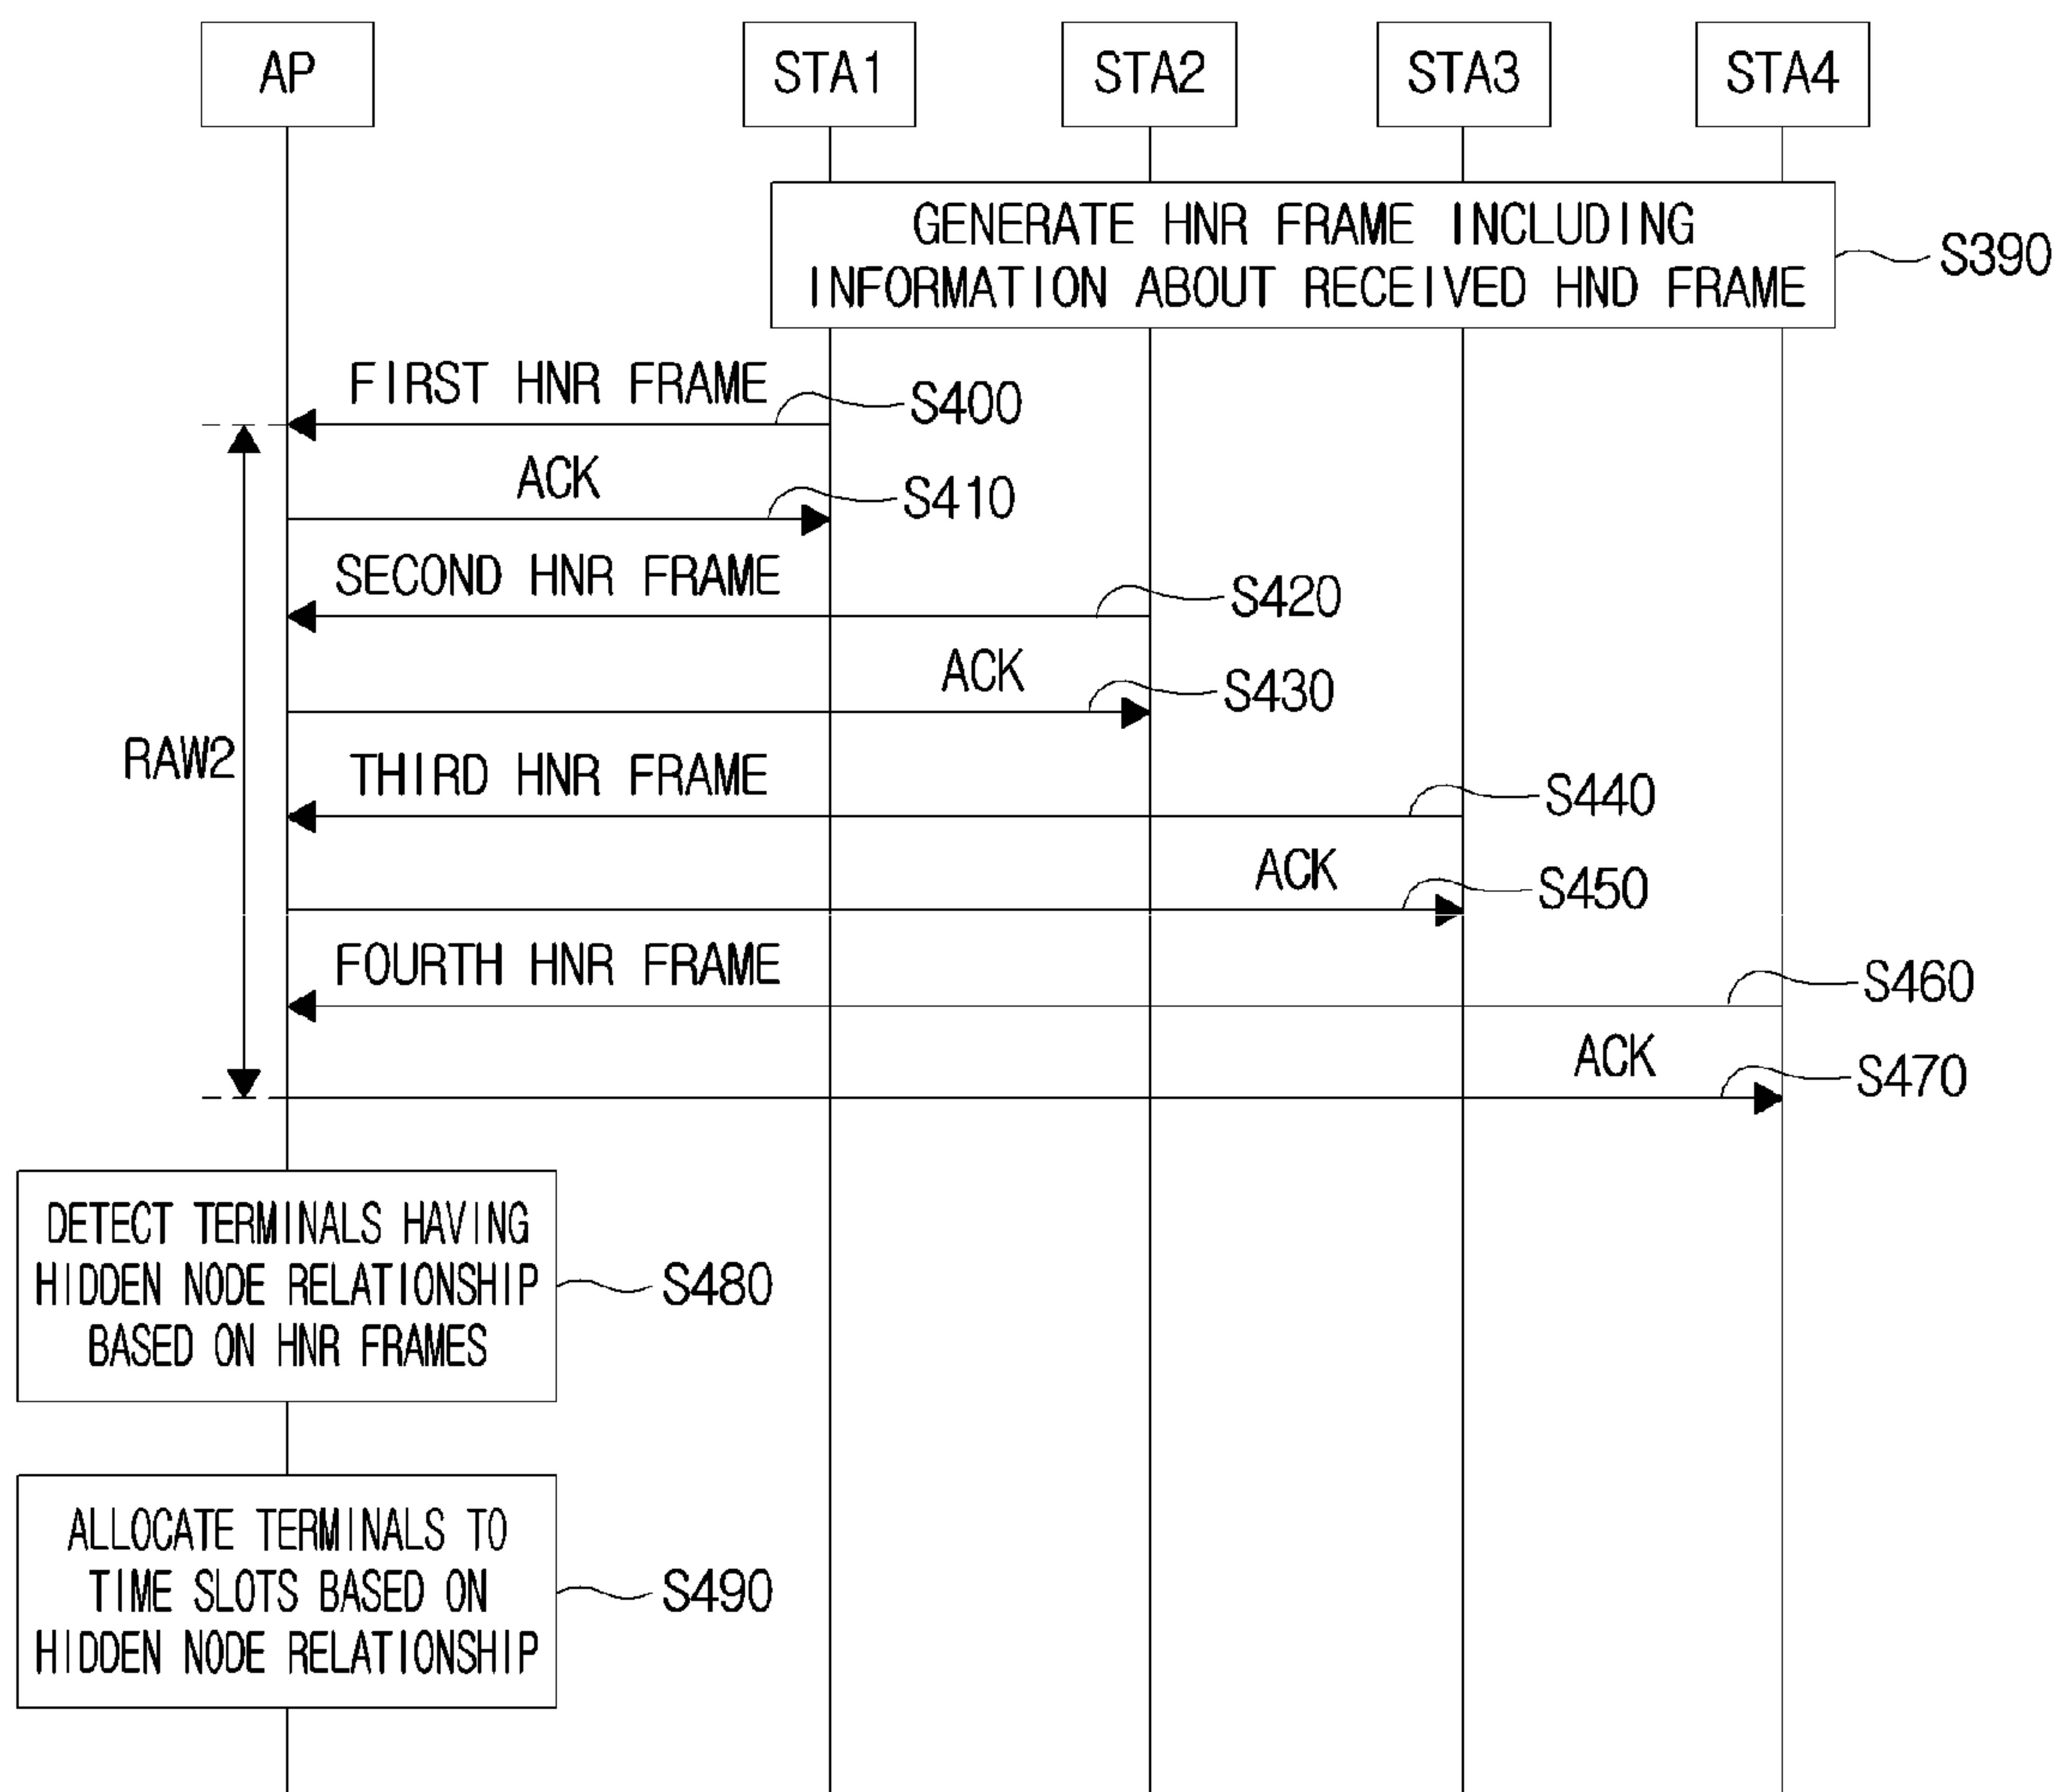 AP
STA1
STA2
STA3
STA4
GENERATE HNR FRAME INCLUDING
INFORMATION ABOUT RECEIVED HND FRAME
S390
FIRST HNR FRAME
S400
ACK
S410
SECOND HNR FRAME
S420
ACK
S430
RAW2
THIRD HNR FRAME
S440
ACK
S450
FOURTH HNR FRAME
S460
ACK
S470
DETECT TERMINALS HAVING
HIDDEN NODE RELATIONSHIP
BASED ON HNR FRAMES
S480
ALLOCATE TERMINALS TO
TIME SLOTS BASED ON
HIDDEN NODE RELATIONSHIP
S490